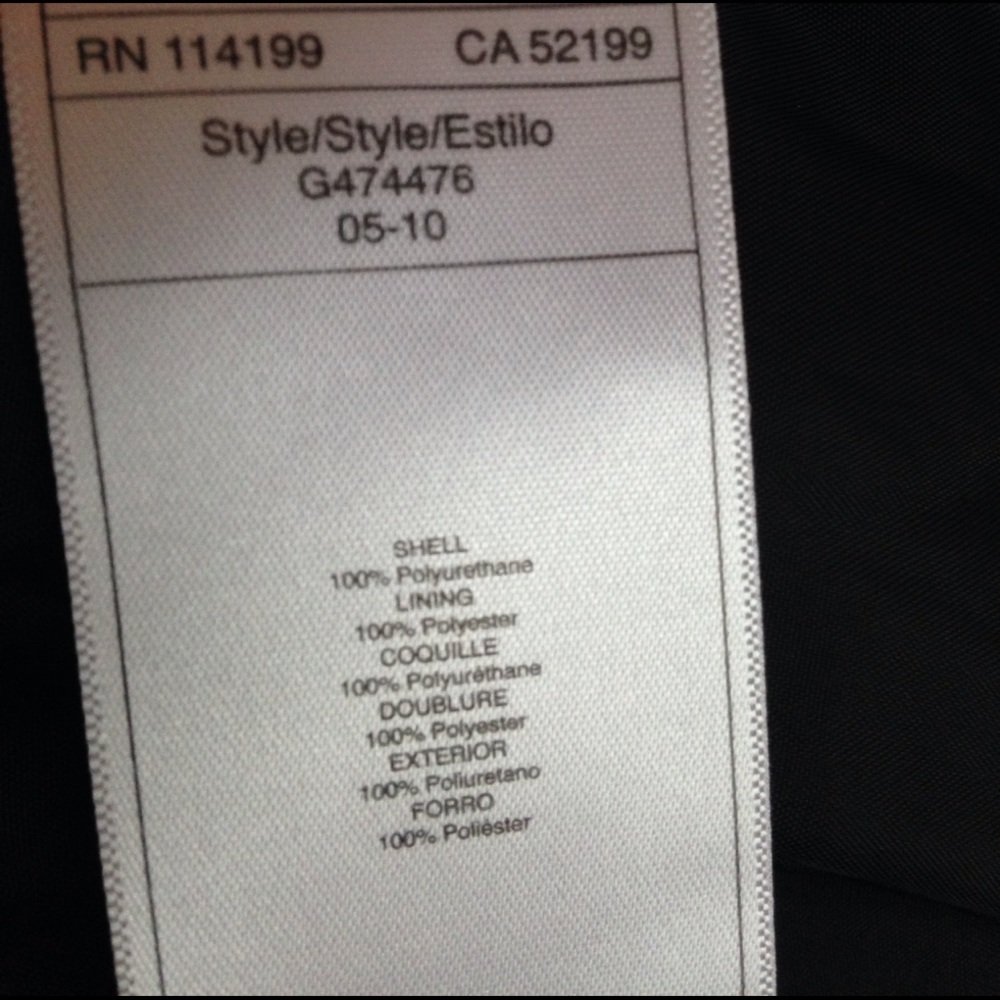 RN 114199 CA 52199
Style/Style/Estilo
G474476
05-10
SHELL
100% Polyurethane
LINING
100% Polyester
COQUILLE
100% Polyuréthane
DOUBLURE
100% Polyester
EXTERIOR
100% Poliuretano
FORRO
100% Poliéster